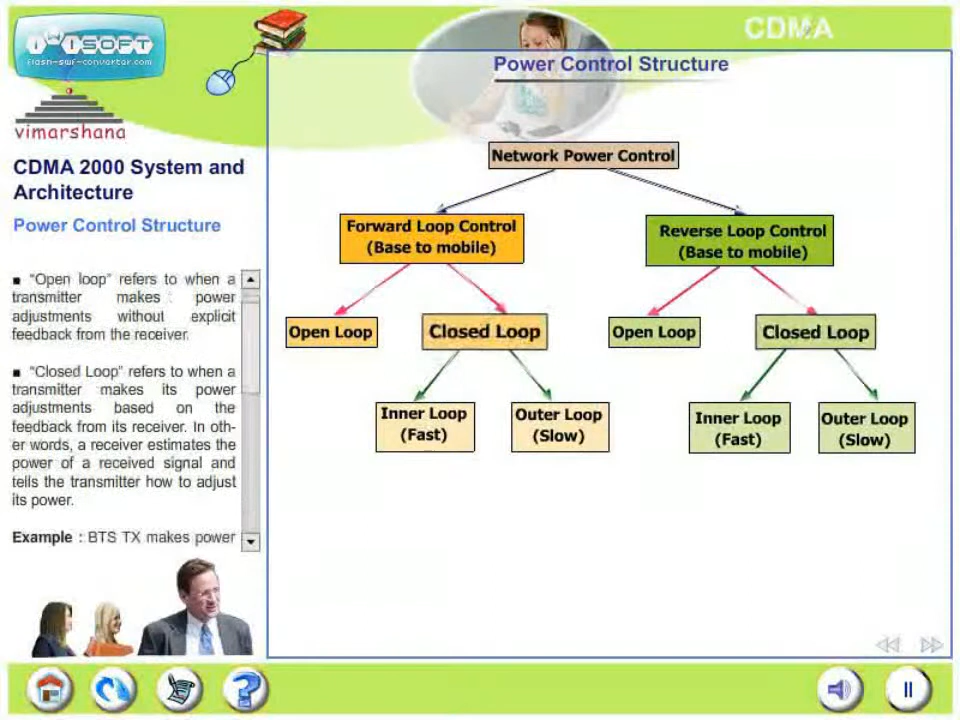 iWiSOFT
flash-swf-converter.com
CDMA
vimarshana
CDMA 2000 System and
Architecture
Power Control Structure
■ “Open loop” refers to when a
transmitter makes power
adjustments without explicit
feedback from the receiver.
■ “Closed Loop” refers to when a
transmitter makes its power
adjustments based on the
feedback from its receiver. In oth-
er words, a receiver estimates the
power of a received signal and
tells the transmitter how to adjust
its power.
Example : BTS TX makes power
Power Control Structure
Network Power Control
Forward Loop Control
(Base to mobile)
Reverse Loop Control
(Base to mobile)
Open Loop
Closed Loop
Open Loop
Closed Loop
Inner Loop
(Fast)
Outer Loop
(Slow)
Inner Loop
(Fast)
Outer Loop
(Slow)